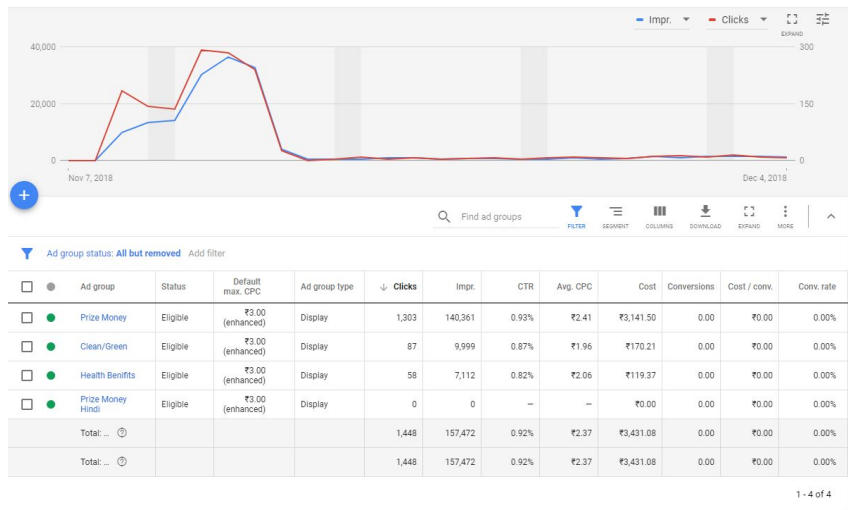 Impr. Clicks
EXPAND
40,000 300
20,000 150
0 0
Nov 7, 2018 Dec 4, 2018
+
Find ad groups FILTER SEGMENT COLUMNS DOWNLOAD EXPAND MORE
Ad group status: All but removed Add filter
Ad group Status Default max. CPC Ad group type ↓ Clicks Impr. CTR Avg. CPC Cost Conversions Cost / conv. Conv. rate
Prize Money Eligible ₹3.00 (enhanced) Display 1,303 140,361 0.93% ₹2.41 ₹3,141.50 0.00 ₹0.00 0.00%
Clean/Green Eligible ₹3.00 (enhanced) Display 87 9,999 0.87% ₹1.96 ₹170.21 0.00 ₹0.00 0.00%
Health Benifits Eligible ₹3.00 (enhanced) Display 58 7,112 0.82% ₹2.06 ₹119.37 0.00 ₹0.00 0.00%
Prize Money Hindi Eligible ₹3.00 (enhanced) Display 0 0 – – ₹0.00 0.00 ₹0.00 0.00%
Total: ... ? 1,448 157,472 0.92% ₹2.37 ₹3,431.08 0.00 ₹0.00 0.00%
Total: ... ? 1,448 157,472 0.92% ₹2.37 ₹3,431.08 0.00 ₹0.00 0.00%
1 - 4 of 4